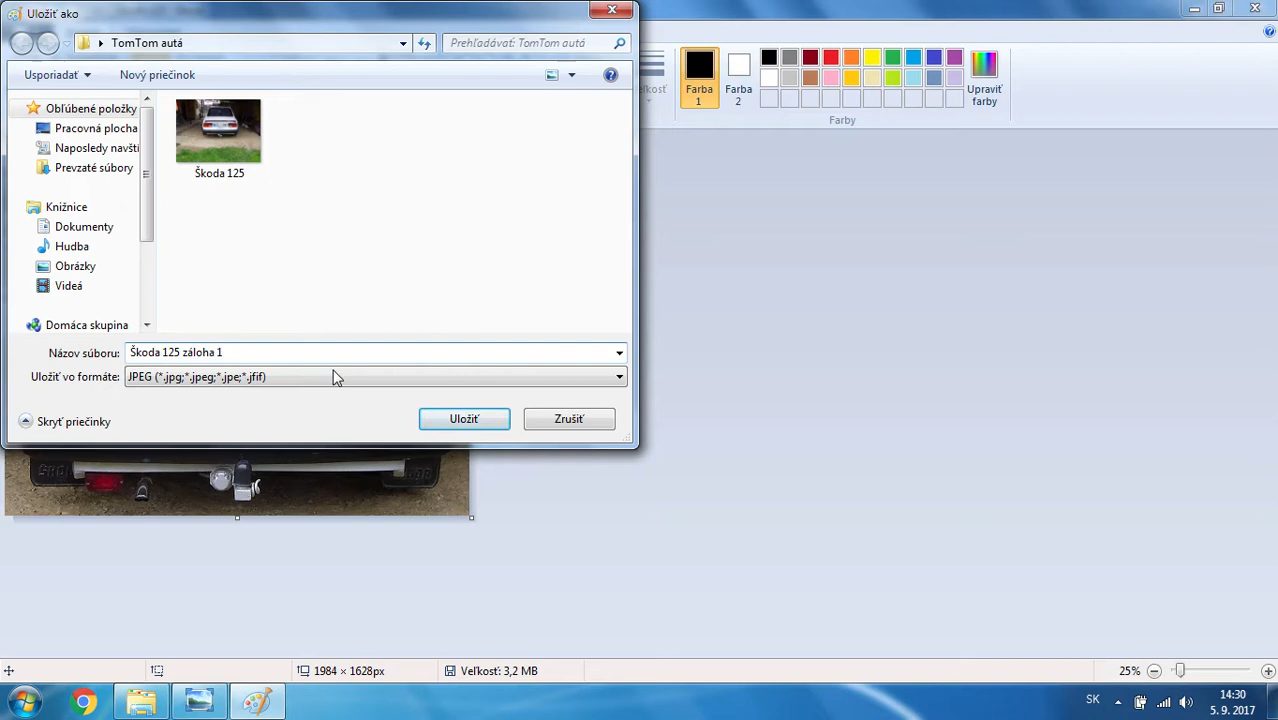 Uložiť ako
TomTom autá
Prehľadávať: TomTom autá
Usporiadať
Nový priečinok
Obľúbené položky
Pracovná plocha
Naposledy navšti
Prevzaté súbory
Knižnice
Dokumenty
Hudba
Obrázky
Videá
Domáca skupina
Škoda 125
Názov súboru:
Škoda 125 záloha 1
Uložiť vo formáte:
JPEG (*.jpg;*.jpeg;*.jpe;*.jfif)
Skryť priečinky
Uložiť
Zrušiť
Farba
1
Farba
2
Upraviť
farby
Farby
1984 × 1628px
Veľkosť: 3,2 MB
25%
SK
14:30
5. 9. 2017